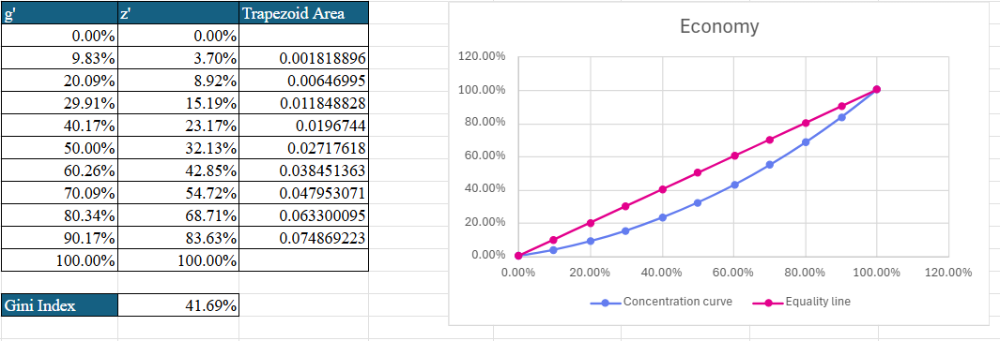 g' z' Trapezoid Area
0.00% 0.00%
9.83% 3.70% 0.001818896
20.09% 8.92% 0.00646995
29.91% 15.19% 0.011848828
40.17% 23.17% 0.0196744
50.00% 32.13% 0.02717618
60.26% 42.85% 0.038451363
70.09% 54.72% 0.047953071
80.34% 68.71% 0.063300095
90.17% 83.63% 0.074869223
100.00% 100.00%
Gini Index 41.69%
Economy
120.00%
100.00%
80.00%
60.00%
40.00%
20.00%
0.00%
0.00% 20.00% 40.00% 60.00% 80.00% 100.00% 120.00%
Concentration curve Equality line